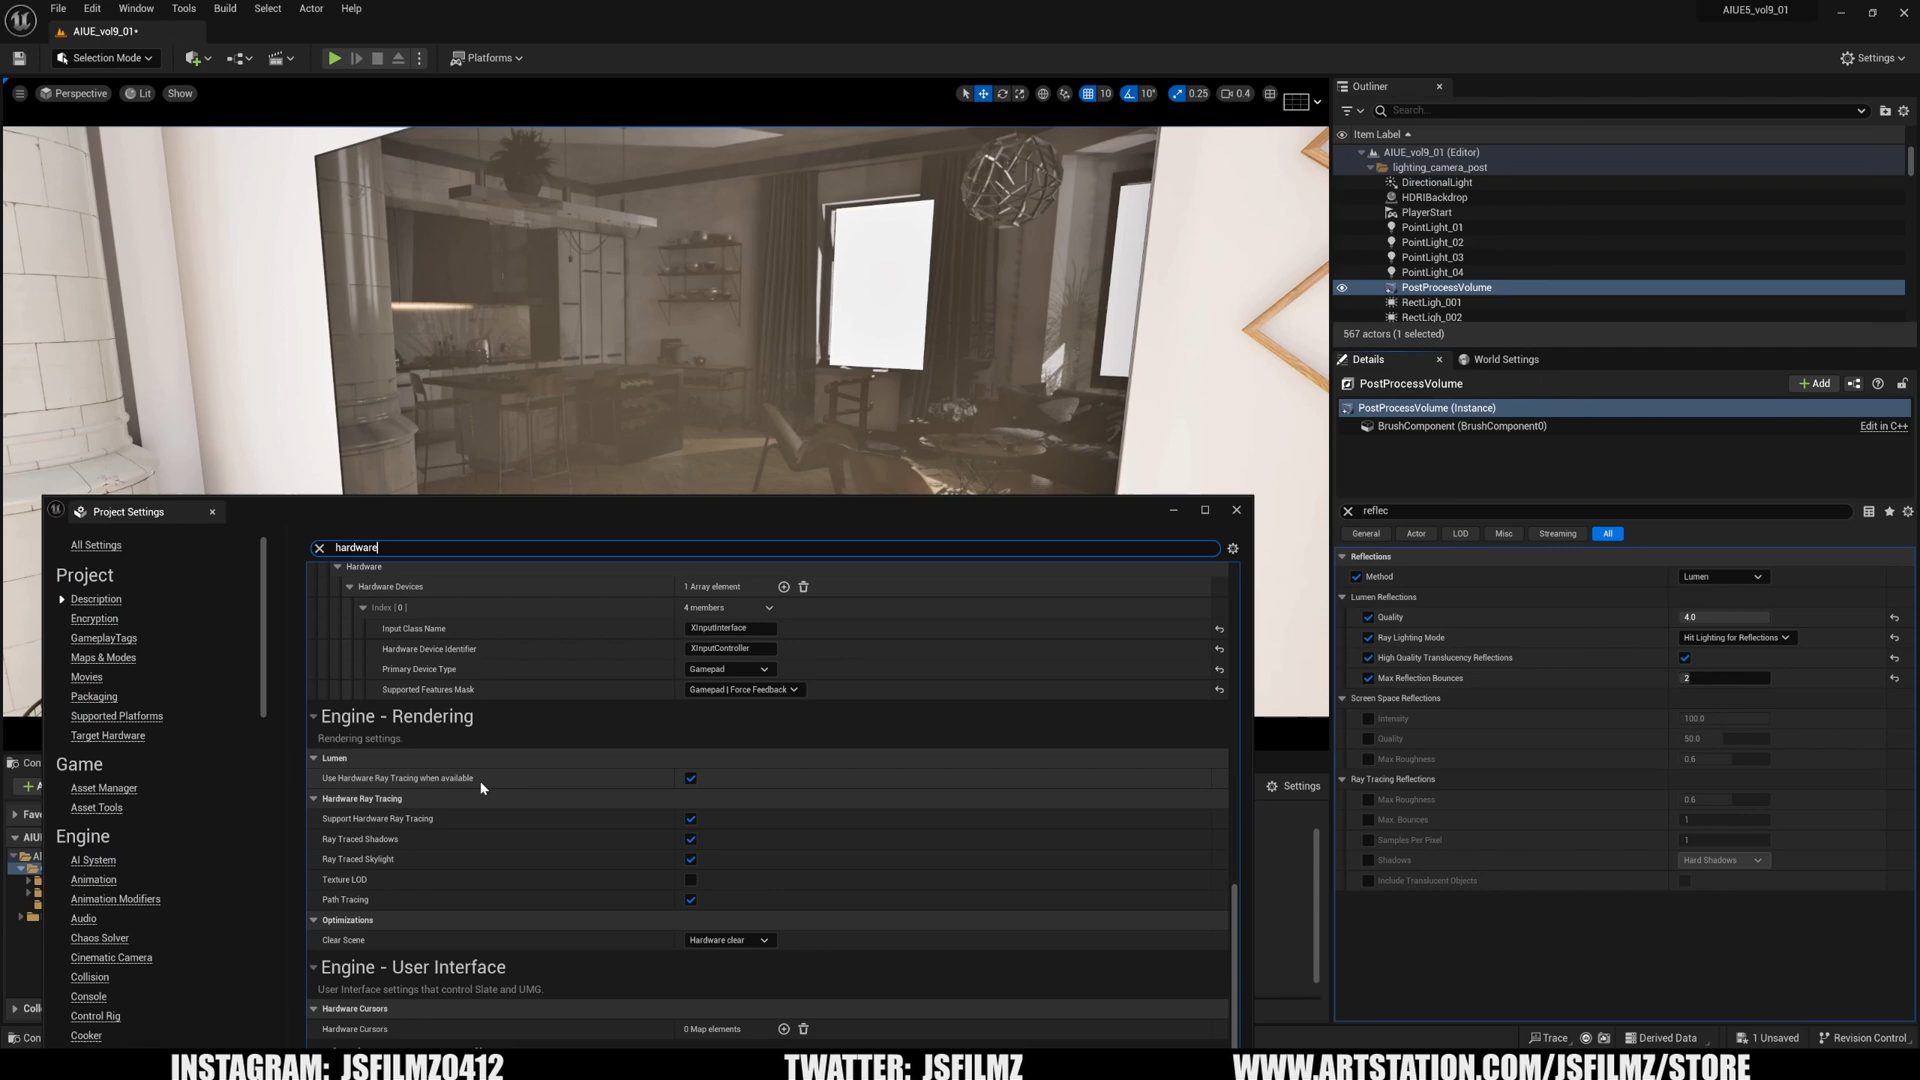 File Edit Window Tools Build Select Actor Help
AIUE5_vol9_01
AIUE_vol9_01*
Selection Mode
Platforms
Settings
Perspective Lit Show
10 10° 0.25 0.4
Outliner
Search...
Item Label
AIUE_vol9_01 (Editor)
lighting_camera_post
DirectionalLight
HDRIBackdrop
PlayerStart
PointLight_01
PointLight_02
PointLight_03
PointLight_04
PostProcessVolume
RectLigh_001
RectLigh_002
567 actors (1 selected)
Details World Settings
PostProcessVolume
Add
PostProcessVolume (Instance)
BrushComponent (BrushComponent0) Edit in C++
reflec
General Actor LOD Misc Streaming All
Reflections
Method Lumen
Lumen Reflections
Quality 4.0
Ray Lighting Mode Hit Lighting for Reflections
High Quality Translucency Reflections
Max Reflection Bounces 2
Screen Space Reflections
Intensity 100.0
Quality 50.0
Max Roughness 0.6
Ray Tracing Reflections
Max Roughness 0.6
Max. Bounces 1
Samples Per Pixel 1
Shadows Hard Shadows
Include Translucent Objects
Project Settings
hardware
All Settings
Project
Description
Encryption
GameplayTags
Maps & Modes
Movies
Packaging
Supported Platforms
Target Hardware
Game
Asset Manager
Asset Tools
Engine
AI System
Animation
Animation Modifiers
Audio
Chaos Solver
Cinematic Camera
Collision
Console
Control Rig
Cooker
Hardware
Hardware Devices 1 Array element
Index [ 0 ] 4 members
Input Class Name XInputInterface
Hardware Device Identifier XInputController
Primary Device Type Gamepad
Supported Features Mask Gamepad | Force Feedback
Engine - Rendering
Rendering settings.
Lumen
Use Hardware Ray Tracing when available
Hardware Ray Tracing
Support Hardware Ray Tracing
Ray Traced Shadows
Ray Traced Skylight
Texture LOD
Path Tracing
Optimizations
Clear Scene Hardware clear
Engine - User Interface
User Interface settings that control Slate and UMG.
Hardware Cursors
Hardware Cursors 0 Map elements
Con
Fav
AIUE
Coll
Con
Settings
Trace Derived Data 1 Unsaved Revision Control
INSTAGRAM: JSFILMZ0412 TWATTER: JSFILMZ WWW.ARTSTATION.COM/JSFILMZ/STORE